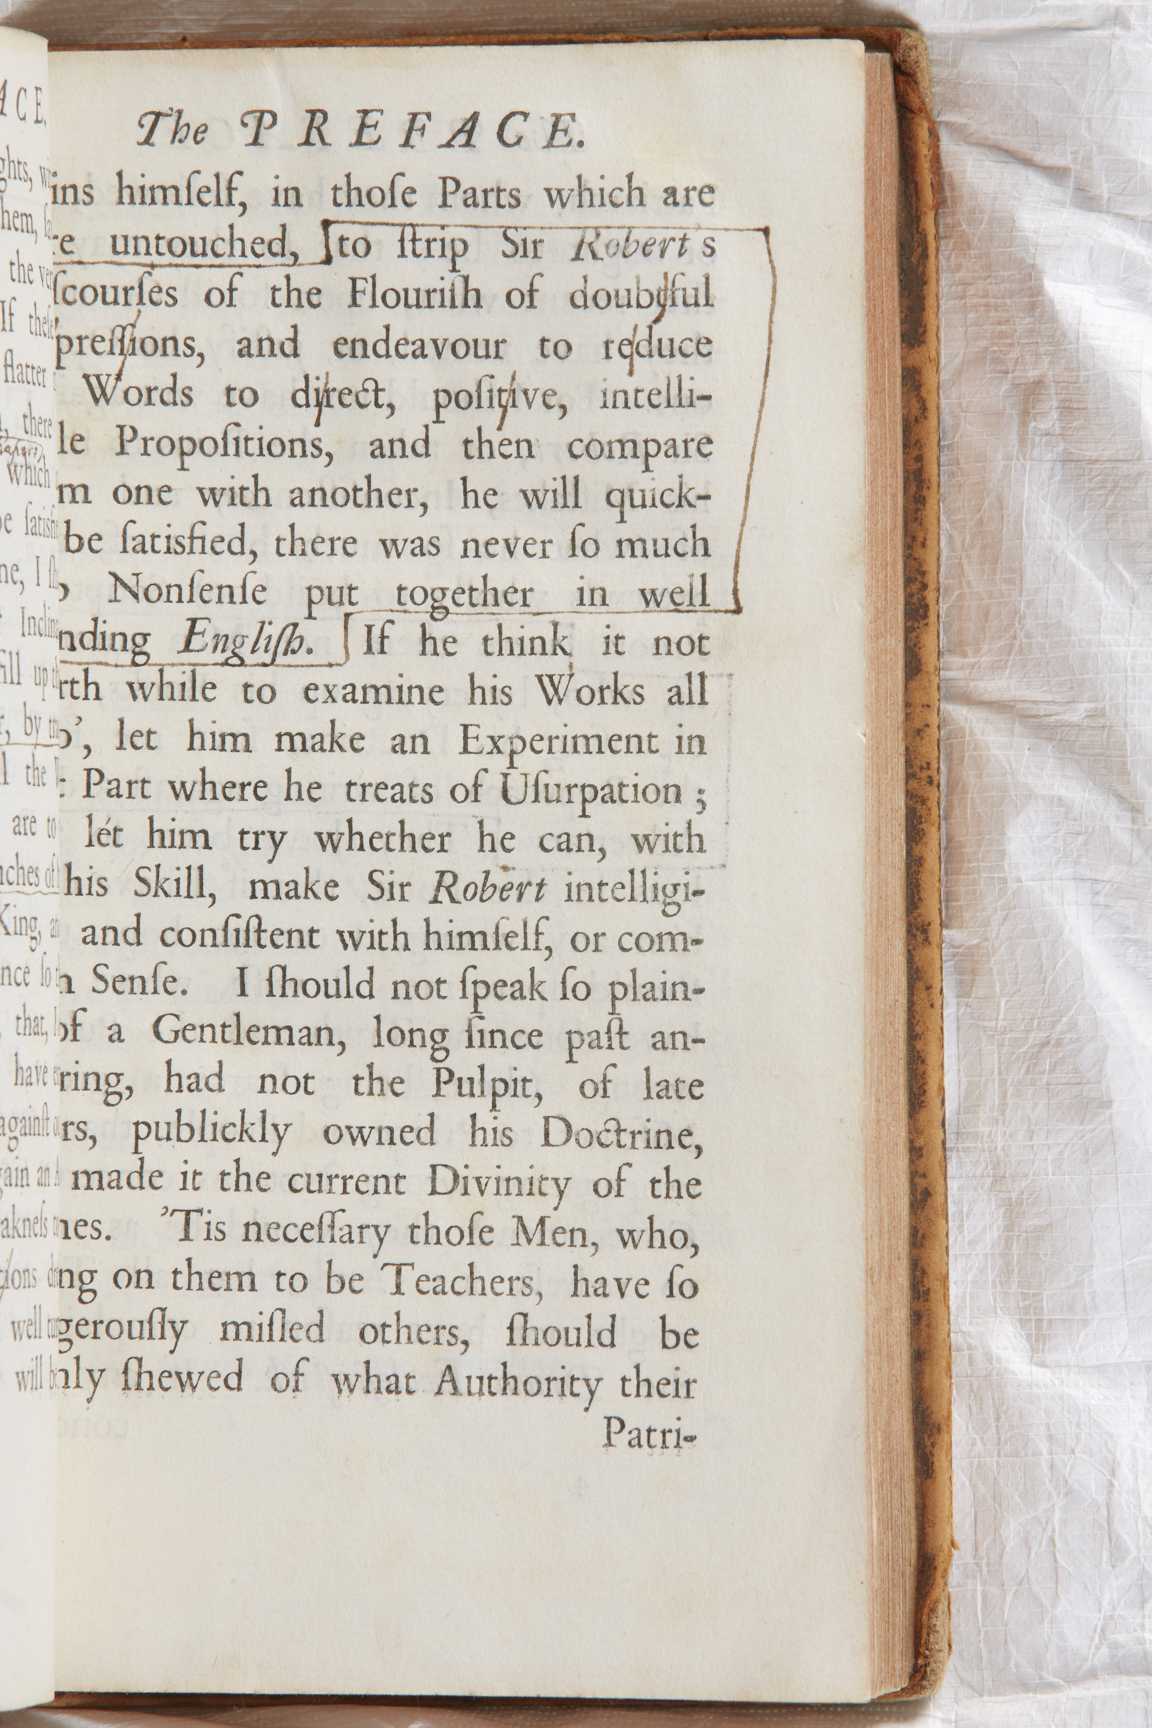 The PREFACE.
ins himſelf, in thoſe Parts which are
untouched, to ſtrip Sir Robert's
ſcourſes of the Flouriſh of doubtful
preſſions, and endeavour to reduce
Words to direct, poſitive, intelli-
le Propoſitions, and then compare
m one with another, he will quick-
be ſatisfied, there was never ſo much
Nonſenſe put together in well
nding Engliſh. If he think it not
rth while to examine his Works all
o', let him make an Experiment in
Part where he treats of Uſurpation ;
lét him try whether he can, with
his Skill, make Sir Robert intelligi-
and conſiſtent with himſelf, or com-
n Senſe. I ſhould not ſpeak ſo plain-
of a Gentleman, long ſince paſt an-
ring, had not the Pulpit, of late
rs, publickly owned his Doctrine,
made it the current Divinity of the
mes. 'Tis neceſſary thoſe Men, who,
ng on them to be Teachers, have ſo
gerouſly miſled others, ſhould be
nly ſhewed of what Authority their
Patri-